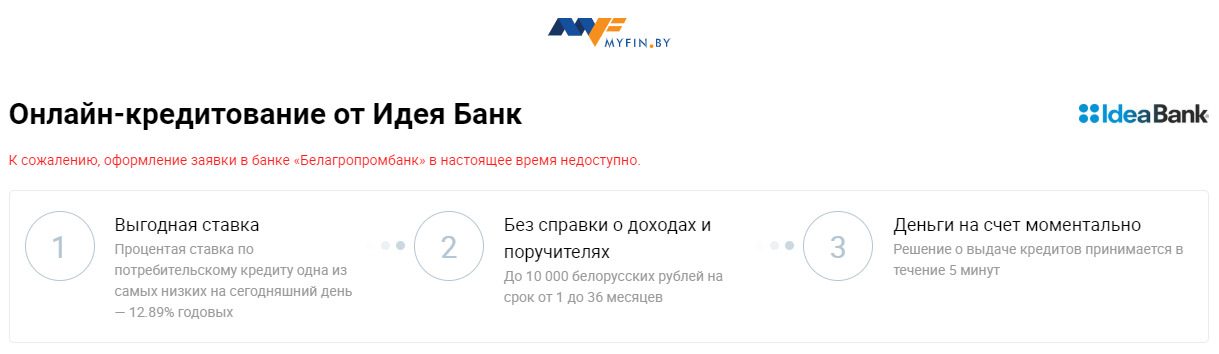 MYFIN.BY
Онлайн-кредитование от Идея Банк
IdeaBank
К сожалению, оформление заявки в банке «Белагропромбанк» в настоящее время недоступно.
1
Выгодная ставка
Процентная ставка по
потребительскому кредиту одна из
самых низких на сегодняшний день
— 12.89% годовых
2
Без справки о доходах и
поручителях
До 10 000 белорусских рублей на
срок от 1 до 36 месяцев
3
Деньги на счет моментально
Решение о выдаче кредитов принимается в
течение 5 минут